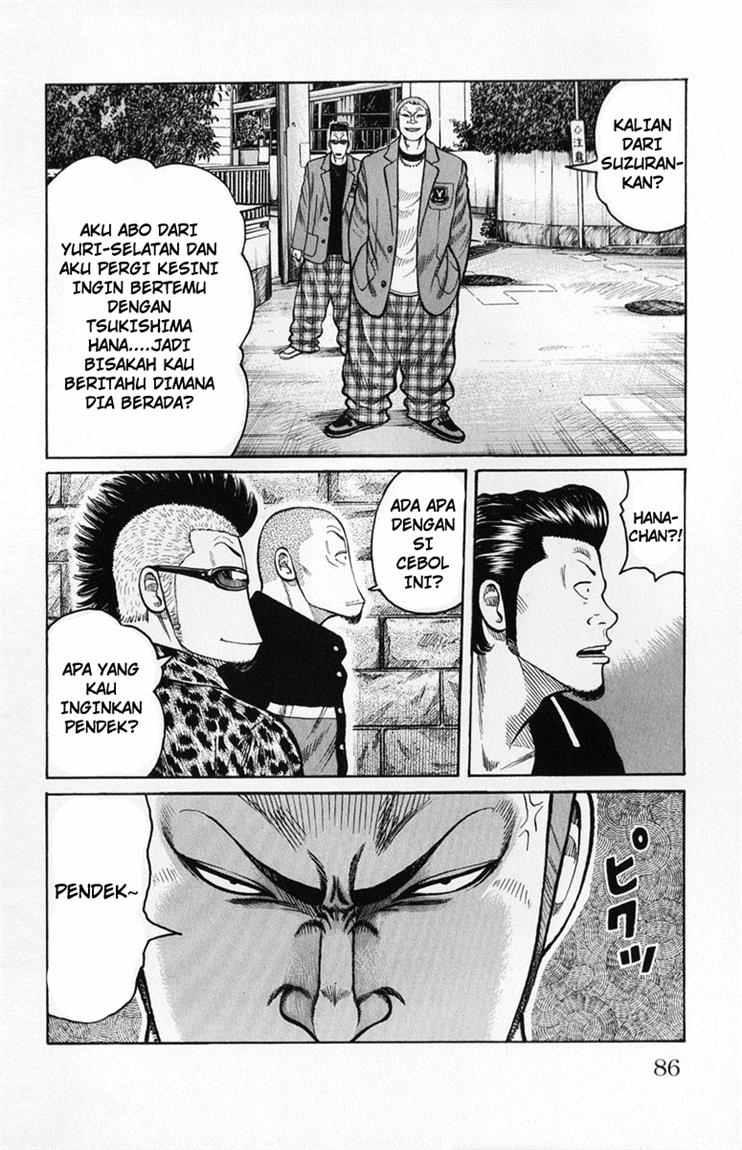 KALIAN
DARI
SUZURAN-
KAN?
AKU ABO DARI
YURI-SELATAN DAN
AKU PERGI KESINI
INGIN BERTEMU
DENGAN
TSUKISHIMA
HANA....JADI
BISAKAH KAU
BERITAHU DIMANA
DIA BERADA?
HANA-
CHAN?!
ADA APA
DENGAN
SI
CEBOL
INI?
APA YANG
KAU
INGINKAN
PENDEK?
PENDEK~
ピクッ
86